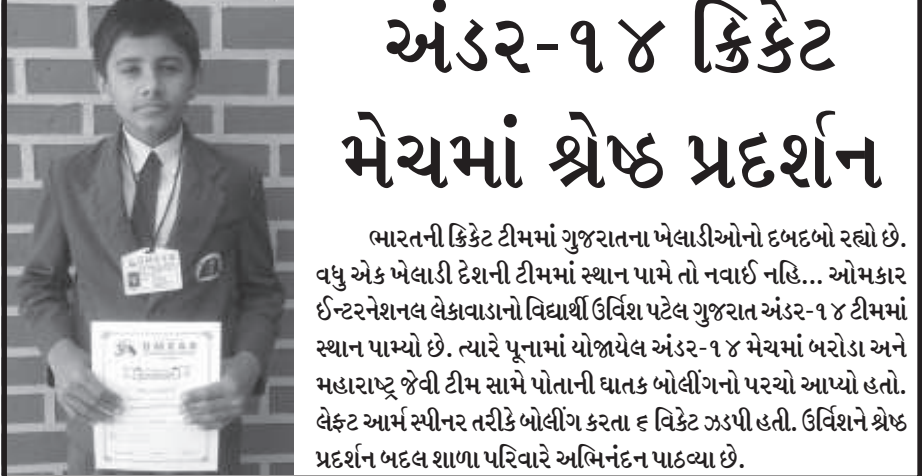 અંડર-૧૪ ક્રિકેટ
મેચમાં શ્રેષ્ઠ પ્રદર્શન
ભારતની ક્રિકેટ ટીમમાં ગુજરાતના ખેલાડીઓનો દબદબો રહ્યો છે.
વધુ એક ખેલાડી દેશની ટીમમાં સ્થાન પામે તો નવાઈ નહિ... ઓમકાર
ઈન્ટરનેશનલ લેકાવાડાનો વિદ્યાર્થી ઉર્વિશ પટેલ ગુજરાત અંડર-૧૪ ટીમમાં
સ્થાન પામ્યો છે. ત્યારે પૂનામાં યોજાયેલ અંડર-૧૪ મેચમાં બરોડા અને
મહારાષ્ટ્ર જેવી ટીમ સામે પોતાની ઘાતક બોલીંગનો પરચો આપ્યો હતો.
લેફ્ટ આર્મ સ્પીનર તરીકે બોલીંગ કરતા ૬ વિકેટ ઝડપી હતી. ઉર્વિશને શ્રેષ્ઠ
પ્રદર્શન બદલ શાળા પરિવારે અભિનંદન પાઠવ્યા છે.